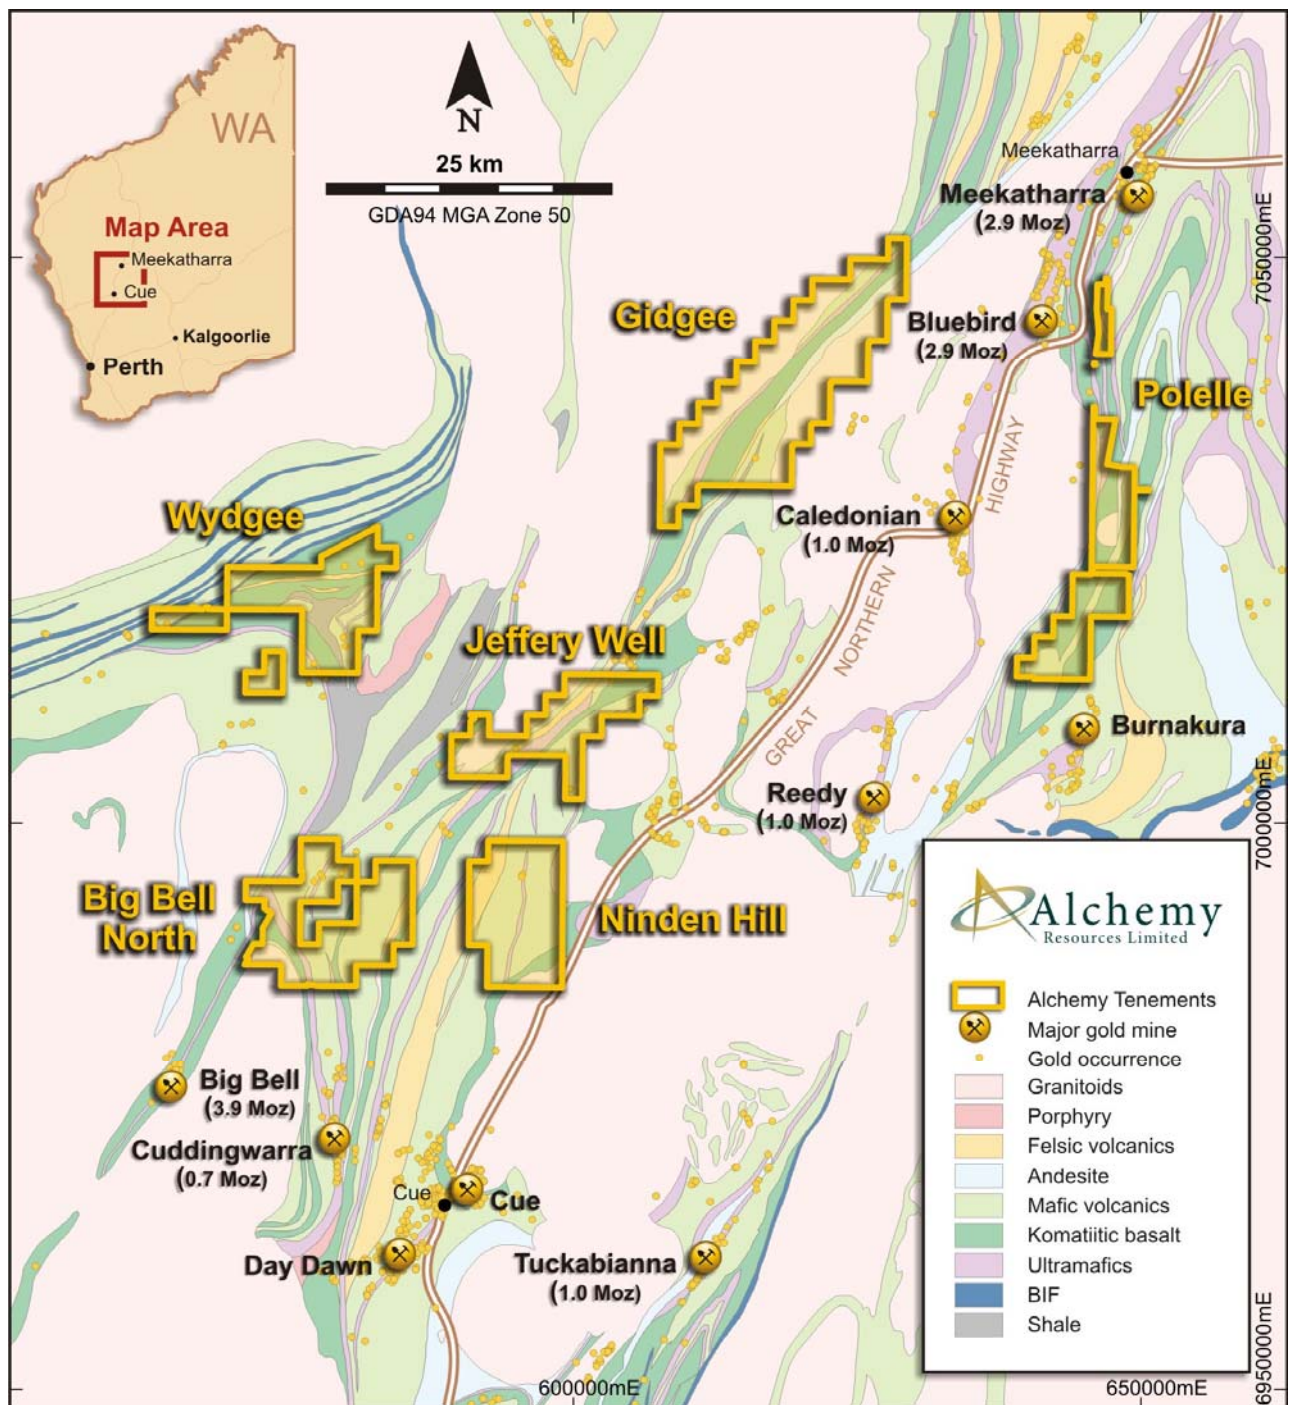 WA
Map Area
Meekatharra
Cue
Kalgoorlie
Perth
N
25 km
GDA94 MGA Zone 50
Meekatharra
Meekatharra
(2.9 Moz)
7050000mE
Gidgee
Bluebird
(2.9 Moz)
Polelle
HIGHWAY
Wydgee
Caledonian
(1.0 Moz)
NORTHERN
Jeffery Well
GREAT
Burnakura
Reedy
(1.0 Moz)
7000000mE
Big Bell
North
Ninden Hill
Big Bell
(3.9 Moz)
Cuddingwarra
(0.7 Moz)
Cue
Cue
Day Dawn
Tuckabianna
(1.0 Moz)
Alchemy
Resources Limited
Alchemy Tenements
Major gold mine
Gold occurrence
Granitoids
Porphyry
Felsic volcanics
Andesite
Mafic volcanics
Komatiitic basalt
Ultramafics
BIF
Shale
600000mE
650000mE
6950000mE